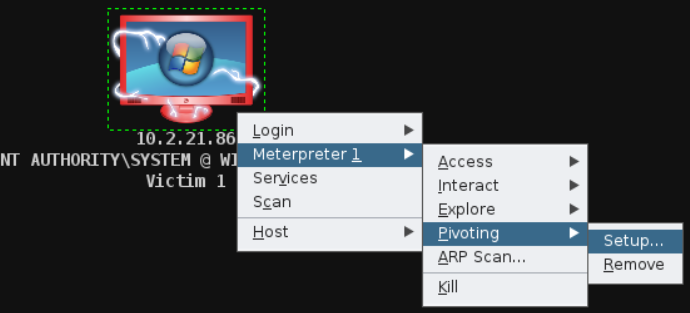 10.2.21.86
NT AUTHORITY\SYSTEM @ WI
Victim 1
Login
Meterpreter 1
Services
Scan
Host
Access
Interact
Explore
Pivoting
ARP Scan...
Kill
Setup...
Remove